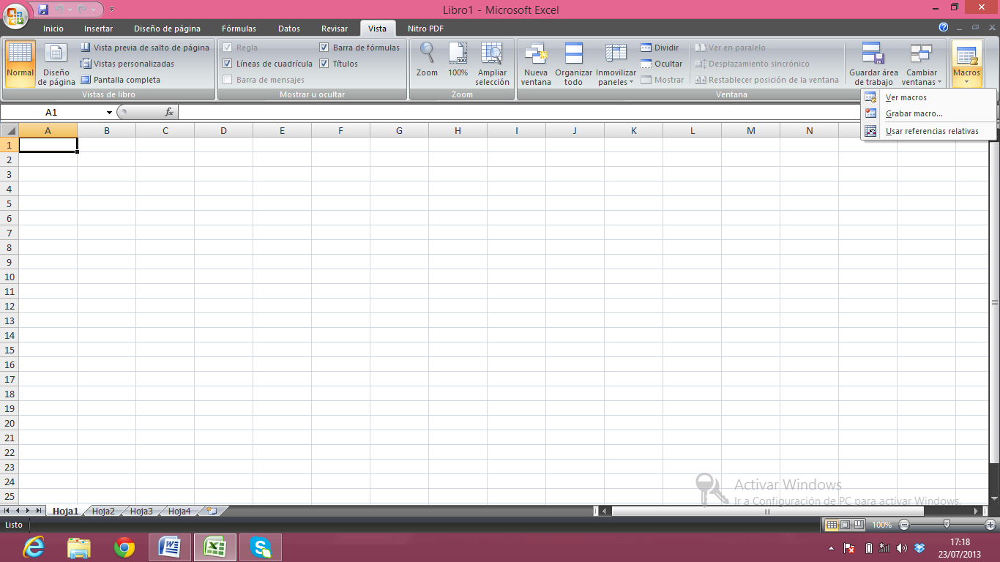 Libro1 - Microsoft Excel
Inicio Insertar Diseño de página Fórmulas Datos Revisar Vista Nitro PDF
Normal
Diseño de página
Vista previa de salto de página
Vistas personalizadas
Pantalla completa
Vistas de libro
Regla
Líneas de cuadrícula
Barra de mensajes
Barra de fórmulas
Títulos
Mostrar u ocultar
Zoom
100%
Ampliar selección
Zoom
Nueva ventana
Organizar todo
Inmovilizar paneles
Dividir
Ocultar
Mostrar
Ver en paralelo
Desplazamiento sincrónico
Restablecer posición de la ventana
Guardar área de trabajo
Cambiar ventanas
Ventana
Macros
Ver macros
Grabar macro...
Usar referencias relativas
A1 fx
A B C D E F G H I J K L M N
1
2
3
4
5
6
7
8
9
10
11
12
13
14
15
16
17
18
19
20
21
22
23
24
25
Activar Windows
Ir a Configuración de PC para activar Windows.
Hoja1 Hoja2 Hoja3 Hoja4
Listo 100%
17:18
23/07/2013